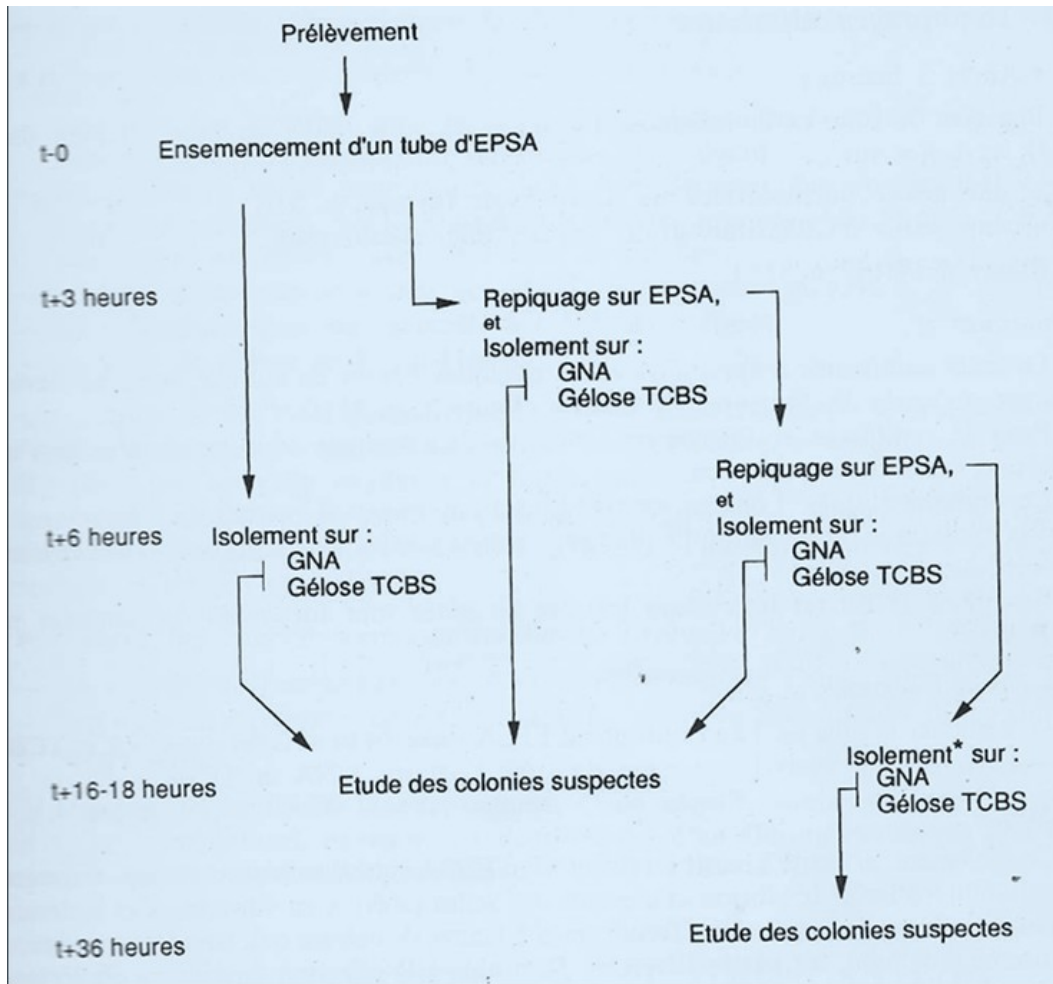 Prélèvement
t-0 Ensemencement d'un tube d'EPSA
t+3 heures Repiquage sur EPSA,
et
Isolement sur :
GNA
Gélose TCBS
Repiquage sur EPSA,
et
t+6 heures Isolement sur : Isolement sur :
GNA GNA
Gélose TCBS Gélose TCBS
Isolement* sur :
t+16-18 heures Etude des colonies suspectes GNA
Gélose TCBS
t+36 heures Etude des colonies suspectes